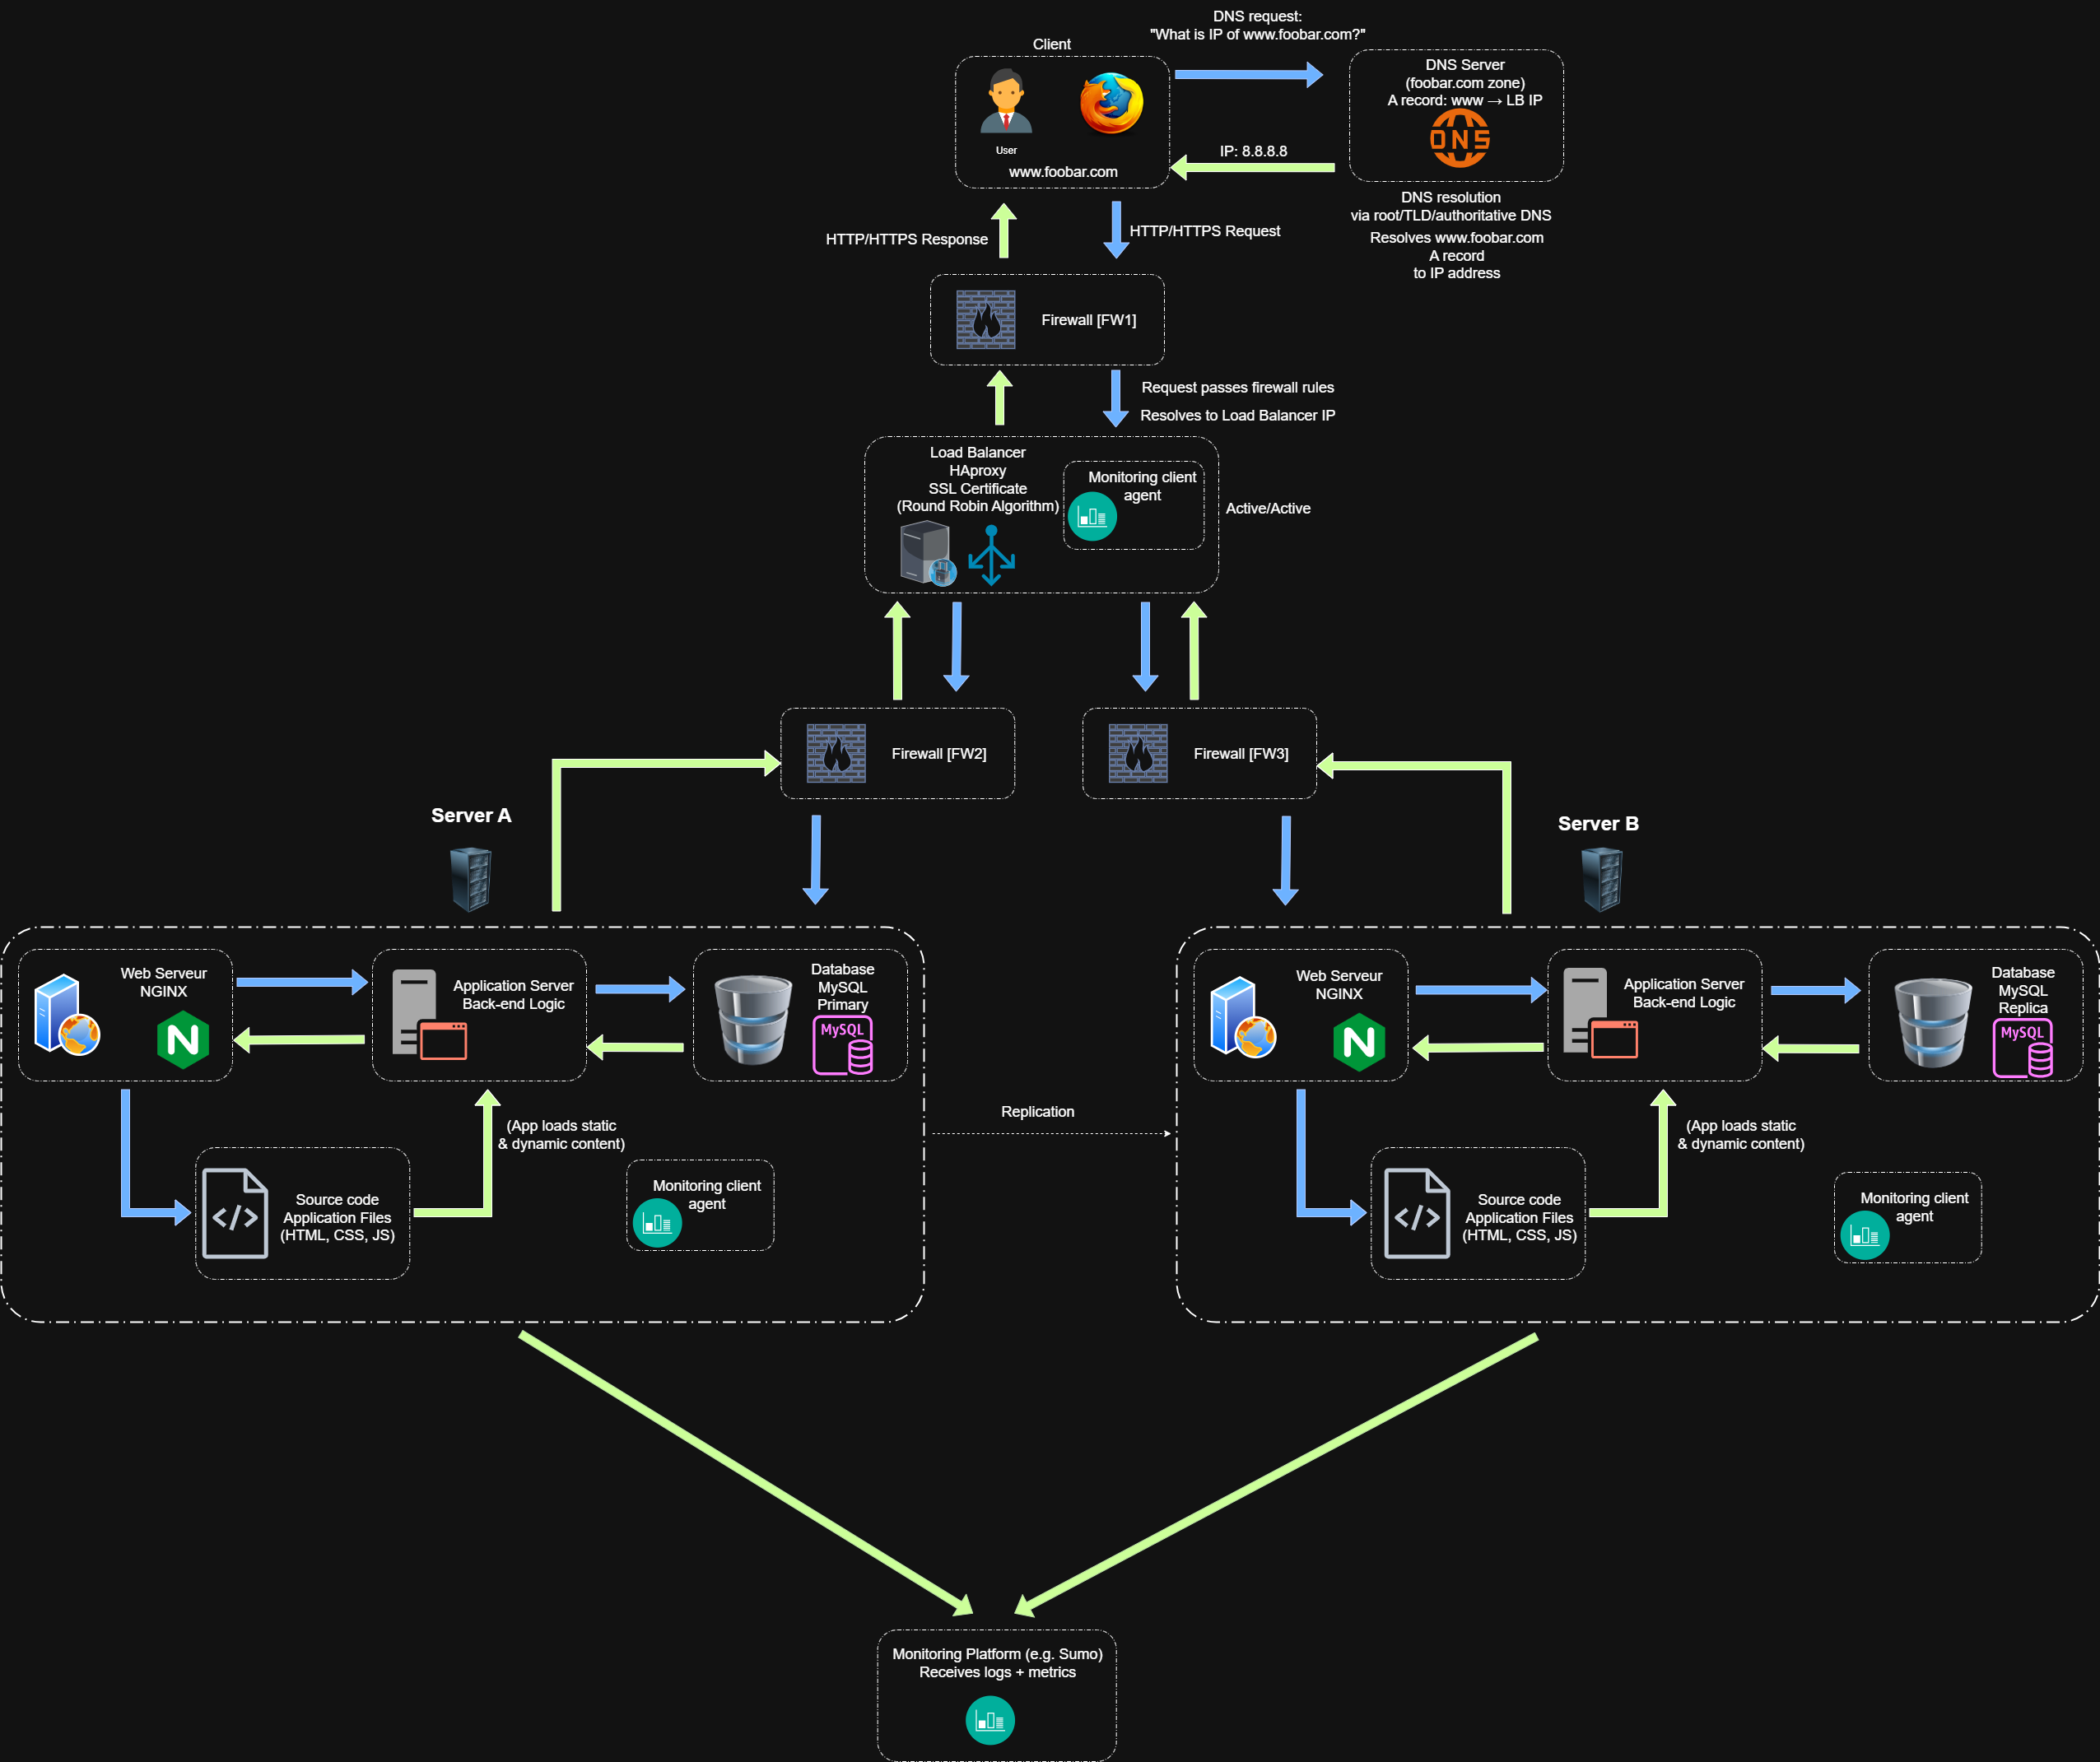 DNS request:
"What is IP of www.foobar.com?"
Client
DNS Server
(foobar.com zone)
A record: www → LB IP
DNS
User
www.foobar.com
IP: 8.8.8.8
DNS resolution
via root/TLD/authoritative DNS
Resolves www.foobar.com
A record
to IP address
HTTP/HTTPS Response
HTTP/HTTPS Request
Firewall [FW1]
Request passes firewall rules
Resolves to Load Balancer IP
Load Balancer
HAproxy
SSL Certificate
(Round Robin Algorithm)
Monitoring client
agent
Active/Active
Firewall [FW2]
Firewall [FW3]
Server A
Server B
Web Serveur
NGINX
N
Application Server
Back-end Logic
Database
MySQL
Primary
MySQL
(App loads static
& dynamic content)
Source code
Application Files
(HTML, CSS, JS)
</>
Monitoring client
agent
Replication
Web Serveur
NGINX
N
Application Server
Back-end Logic
Database
MySQL
Replica
MySQL
(App loads static
& dynamic content)
Source code
Application Files
(HTML, CSS, JS)
</>
Monitoring client
agent
Monitoring Platform (e.g. Sumo)
Receives logs + metrics